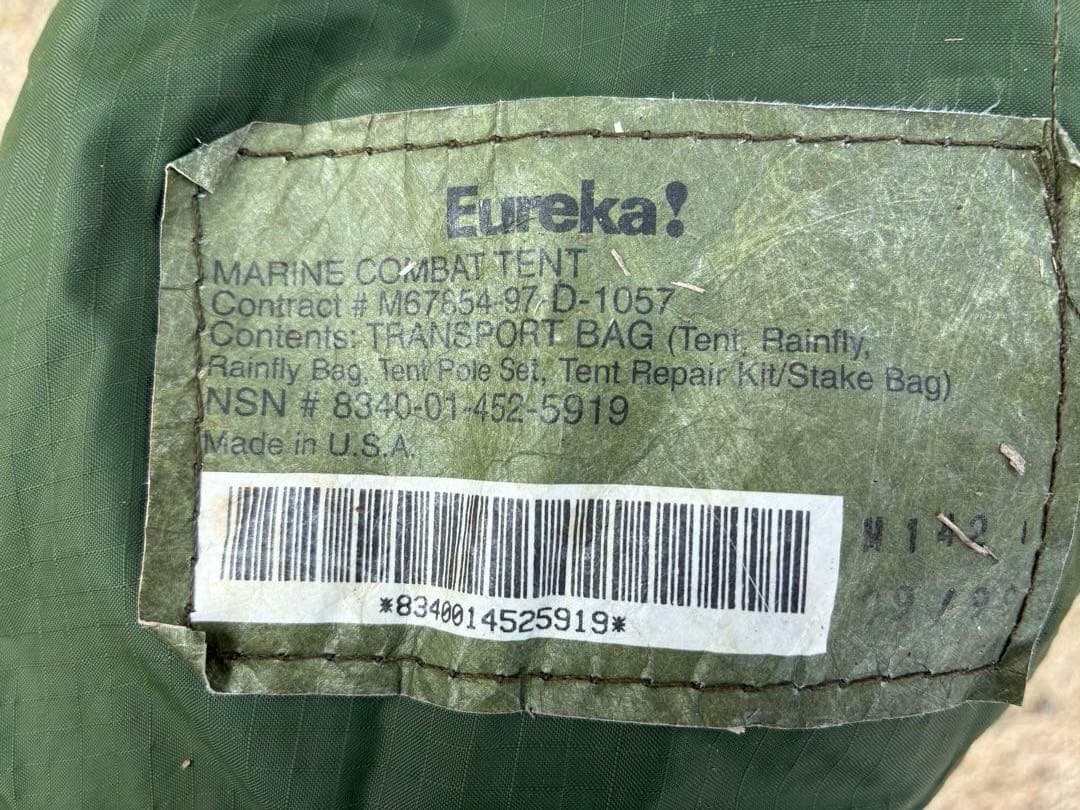 Eureka!
MARINE COMBAT TENT
Contract # M67854-97-D-1057
Contents: TRANSPORT BAG (Tent, Rainfly,
Rainfly Bag, Tent Pole Set, Tent Repair Kit/Stake Bag)
NSN # 8340-01-452-5919
Made in U.S.A.
*8340014525919*
M142